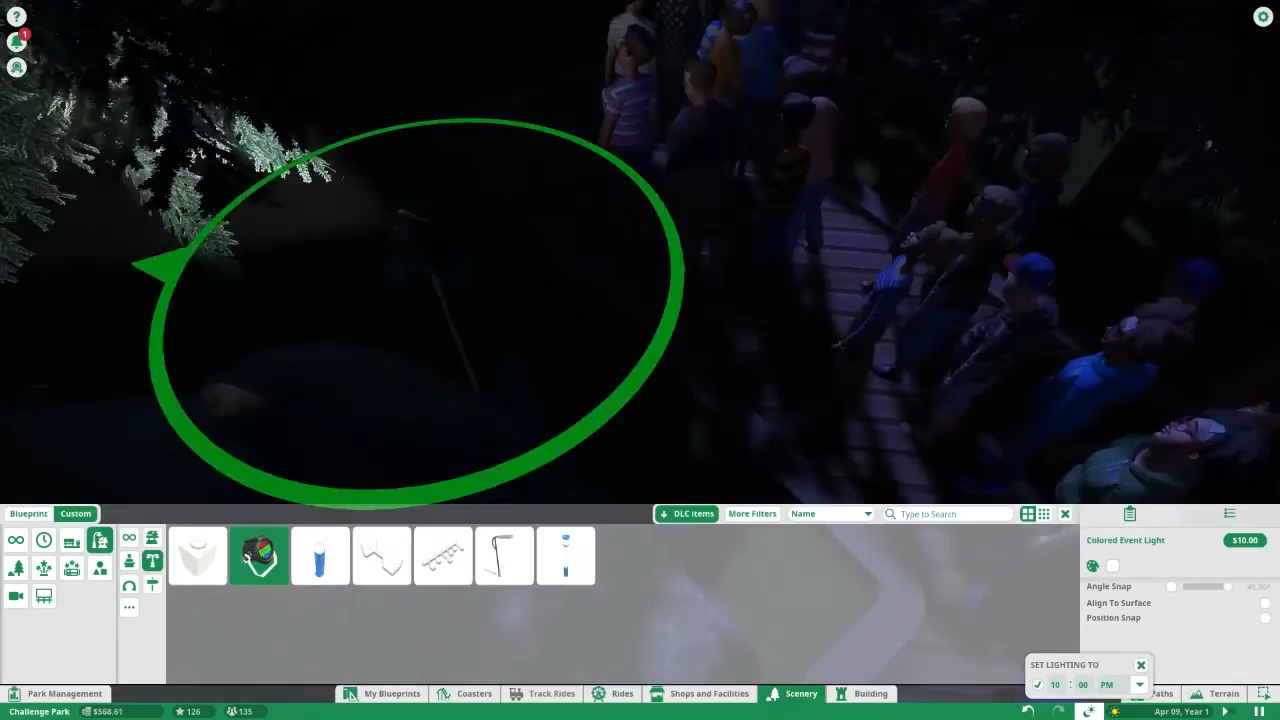 ?
1
Blueprint Custom
DLC items More Filters Name Type to Search
Colored Event Light $10.00
Angle Snap 45.00°
Align To Surface
Position Snap
SET LIGHTING TO
10 : 00 PM
Park Management My Blueprints Coasters Track Rides Rides Shops and Facilities Scenery Building Paths Terrain
Challenge Park $568.61 126 135 Apr 09, Year 1